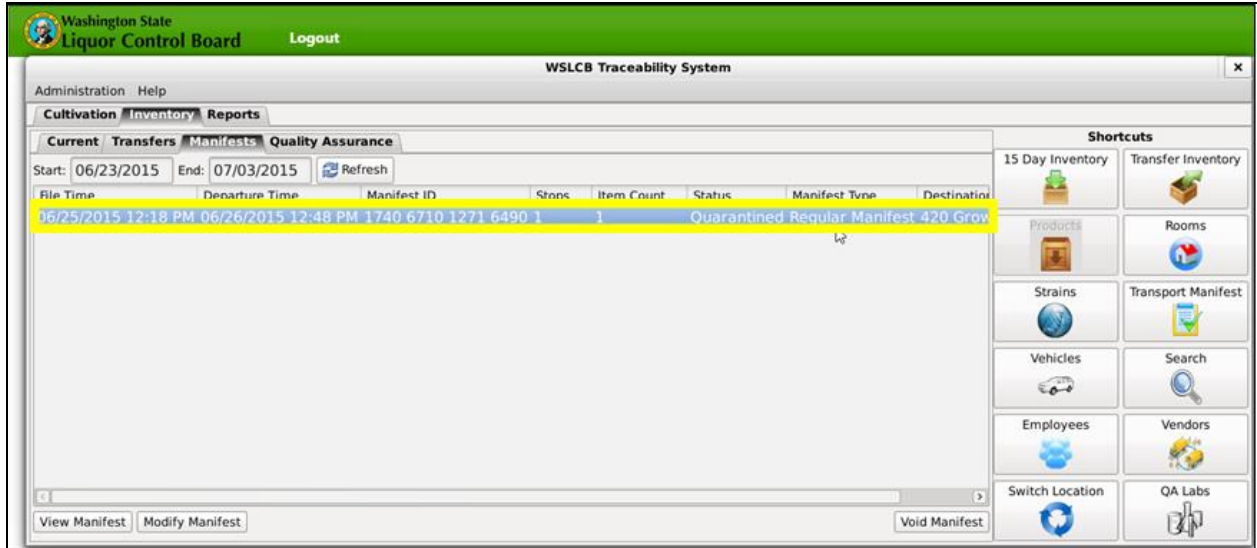 Washington State
Liquor Control Board
Logout
WSLCB Traceability System
x
Administration Help
Cultivation Inventory Reports
Current Transfers Manifests Quality Assurance
Start: 06/23/2015 End: 07/03/2015 Refresh
File Time Departure Time Manifest ID Stops Item Count Status Manifest Type Destination
06/25/2015 12:18 PM 06/26/2015 12:48 PM 1740 6710 1271 6490 1 1 Quarantined Regular Manifest 420 Grow
View Manifest Modify Manifest Void Manifest
Shortcuts
15 Day Inventory Transfer Inventory
Products Rooms
Strains Transport Manifest
Vehicles Search
Employees Vendors
Switch Location QA Labs